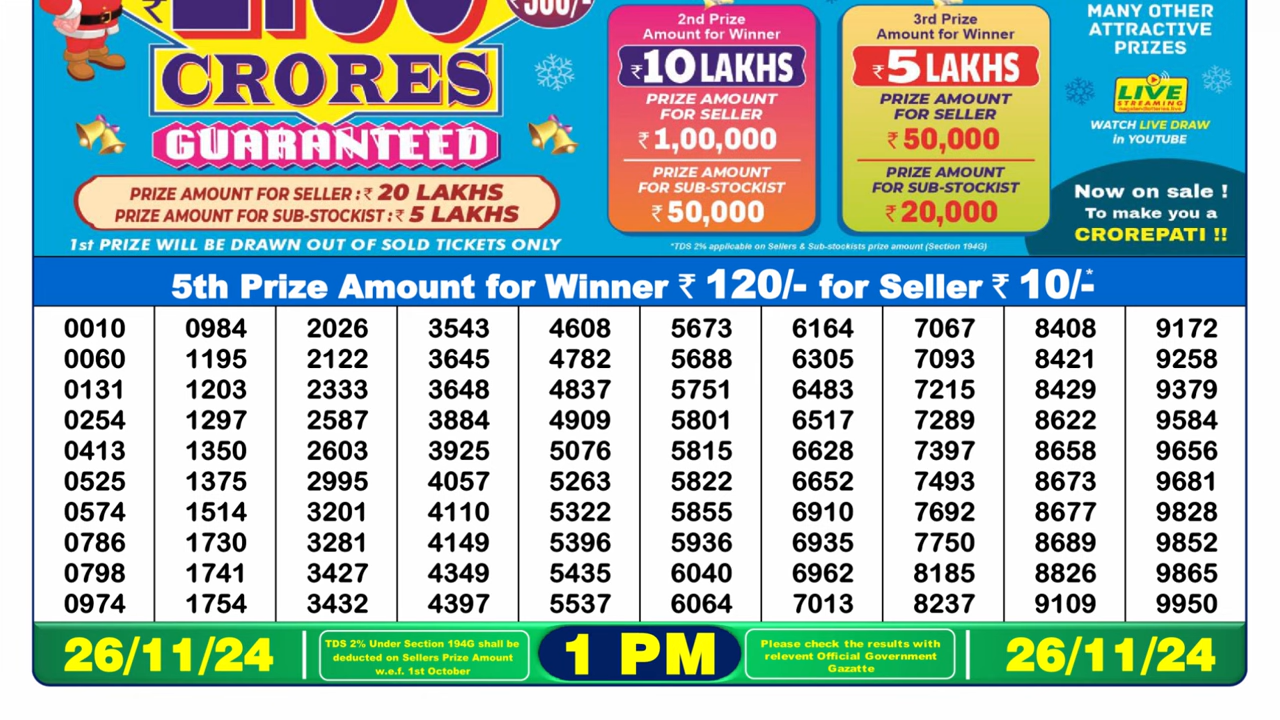 CRORES
GUARANTEED
PRIZE AMOUNT FOR SELLER : ₹ 20 LAKHS
PRIZE AMOUNT FOR SUB-STOCKIST : ₹ 5 LAKHS
1st PRIZE WILL BE DRAWN OUT OF SOLD TICKETS ONLY
2nd Prize
Amount for Winner
₹10 LAKHS
PRIZE AMOUNT
FOR SELLER
₹ 1,00,000
PRIZE AMOUNT
FOR SUB-STOCKIST
₹ 50,000
3rd Prize
Amount for Winner
₹5 LAKHS
PRIZE AMOUNT
FOR SELLER
₹ 50,000
PRIZE AMOUNT
FOR SUB-STOCKIST
₹ 20,000
*TDS 2% applicable on Sellers & Sub-stockists prize amount (Section 194G)
MANY OTHER
ATTRACTIVE
PRIZES
LIVE
STREAMING
WATCH LIVE DRAW
in YOUTUBE
Now on sale !
To make you a
CROREPATI !!
5th Prize Amount for Winner ₹ 120/- for Seller ₹ 10/-*
0010 0984 2026 3543 4608 5673 6164 7067 8408 9172
0060 1195 2122 3645 4782 5688 6305 7093 8421 9258
0131 1203 2333 3648 4837 5751 6483 7215 8429 9379
0254 1297 2587 3884 4909 5801 6517 7289 8622 9584
0413 1350 2603 3925 5076 5815 6628 7397 8658 9656
0525 1375 2995 4057 5263 5822 6652 7493 8673 9681
0574 1514 3201 4110 5322 5855 6910 7692 8677 9828
0786 1730 3281 4149 5396 5936 6935 7750 8689 9852
0798 1741 3427 4349 5435 6040 6962 8185 8826 9865
0974 1754 3432 4397 5537 6064 7013 8237 9109 9950
26/11/24
TDS 2% Under Section 194G shall be
deducted on Sellers Prize Amount
w.e.f. 1st October
1 PM
Please check the results with
relevent Official Government
Gazatte
26/11/24